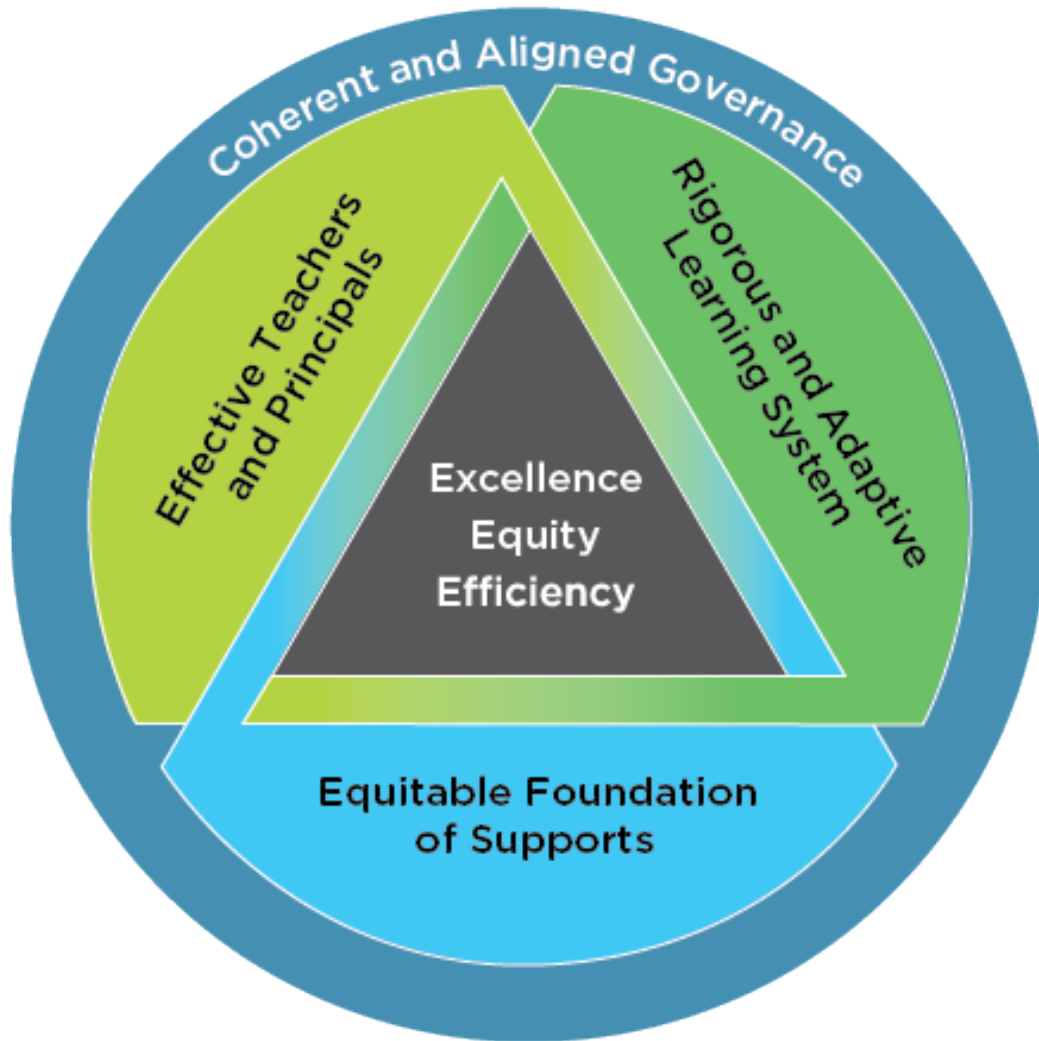 Coherent and Aligned Governance
Effective Teachers
and Principals
Rigorous and Adaptive
Learning System
Excellence
Equity
Efficiency
Equitable Foundation
of Supports